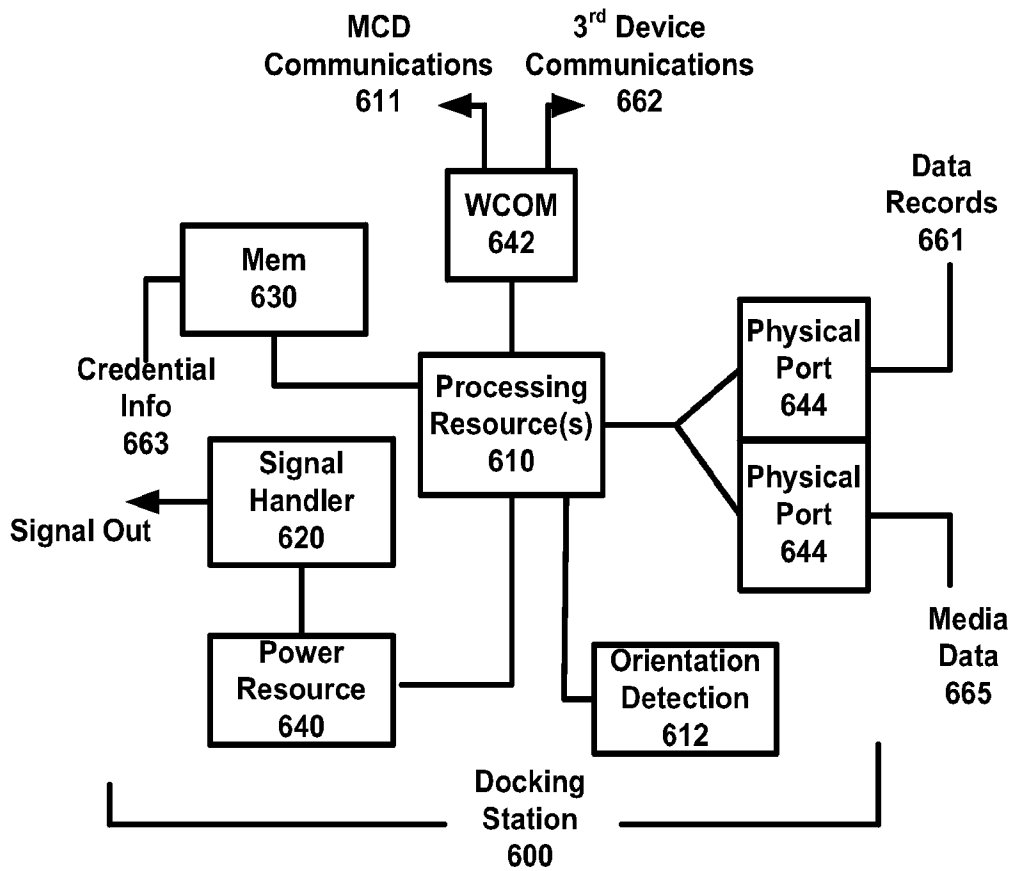 MCD
Communications
611
3rd Device
Communications
662
WCOM
642
Data
Records
661
Mem
630
Credential
Info
663
Processing
Resource(s)
610
Physical
Port
644
Physical
Port
644
Signal
Handler
620
Signal Out
Power
Resource
640
Orientation
Detection
612
Media
Data
665
Docking
Station
600